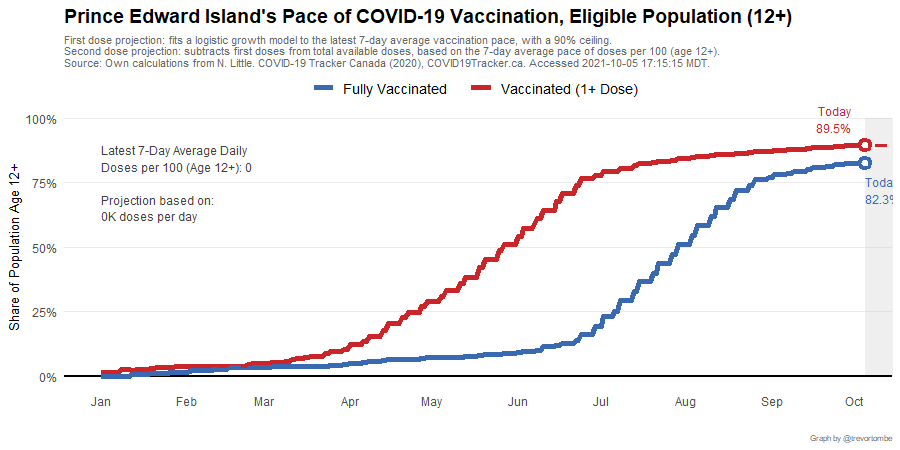 Prince Edward Island's Pace of COVID-19 Vaccination, Eligible Population (12+)
First dose projection: fits a logistic growth model to the latest 7-day average vaccination pace, with a 90% ceiling.
Second dose projection: subtracts first doses from total available doses, based on the 7-day average pace of doses per 100 (age 12+).
Source: Own calculations from N. Little. COVID-19 Tracker Canada (2020), COVID19Tracker.ca. Accessed 2021-10-05 17:15:15 MDT.
Fully Vaccinated
Vaccinated (1+ Dose)
Today
89.5%
100%
Latest 7-Day Average Daily
Doses per 100 (Age 12+): 0
Projection based on:
0K doses per day
75%
Toda
82.3%
50%
25%
0%
Share of Population Age 12+
Jan
Feb
Mar
Apr
May
Jun
Jul
Aug
Sep
Oct
Graph by @trevortombe